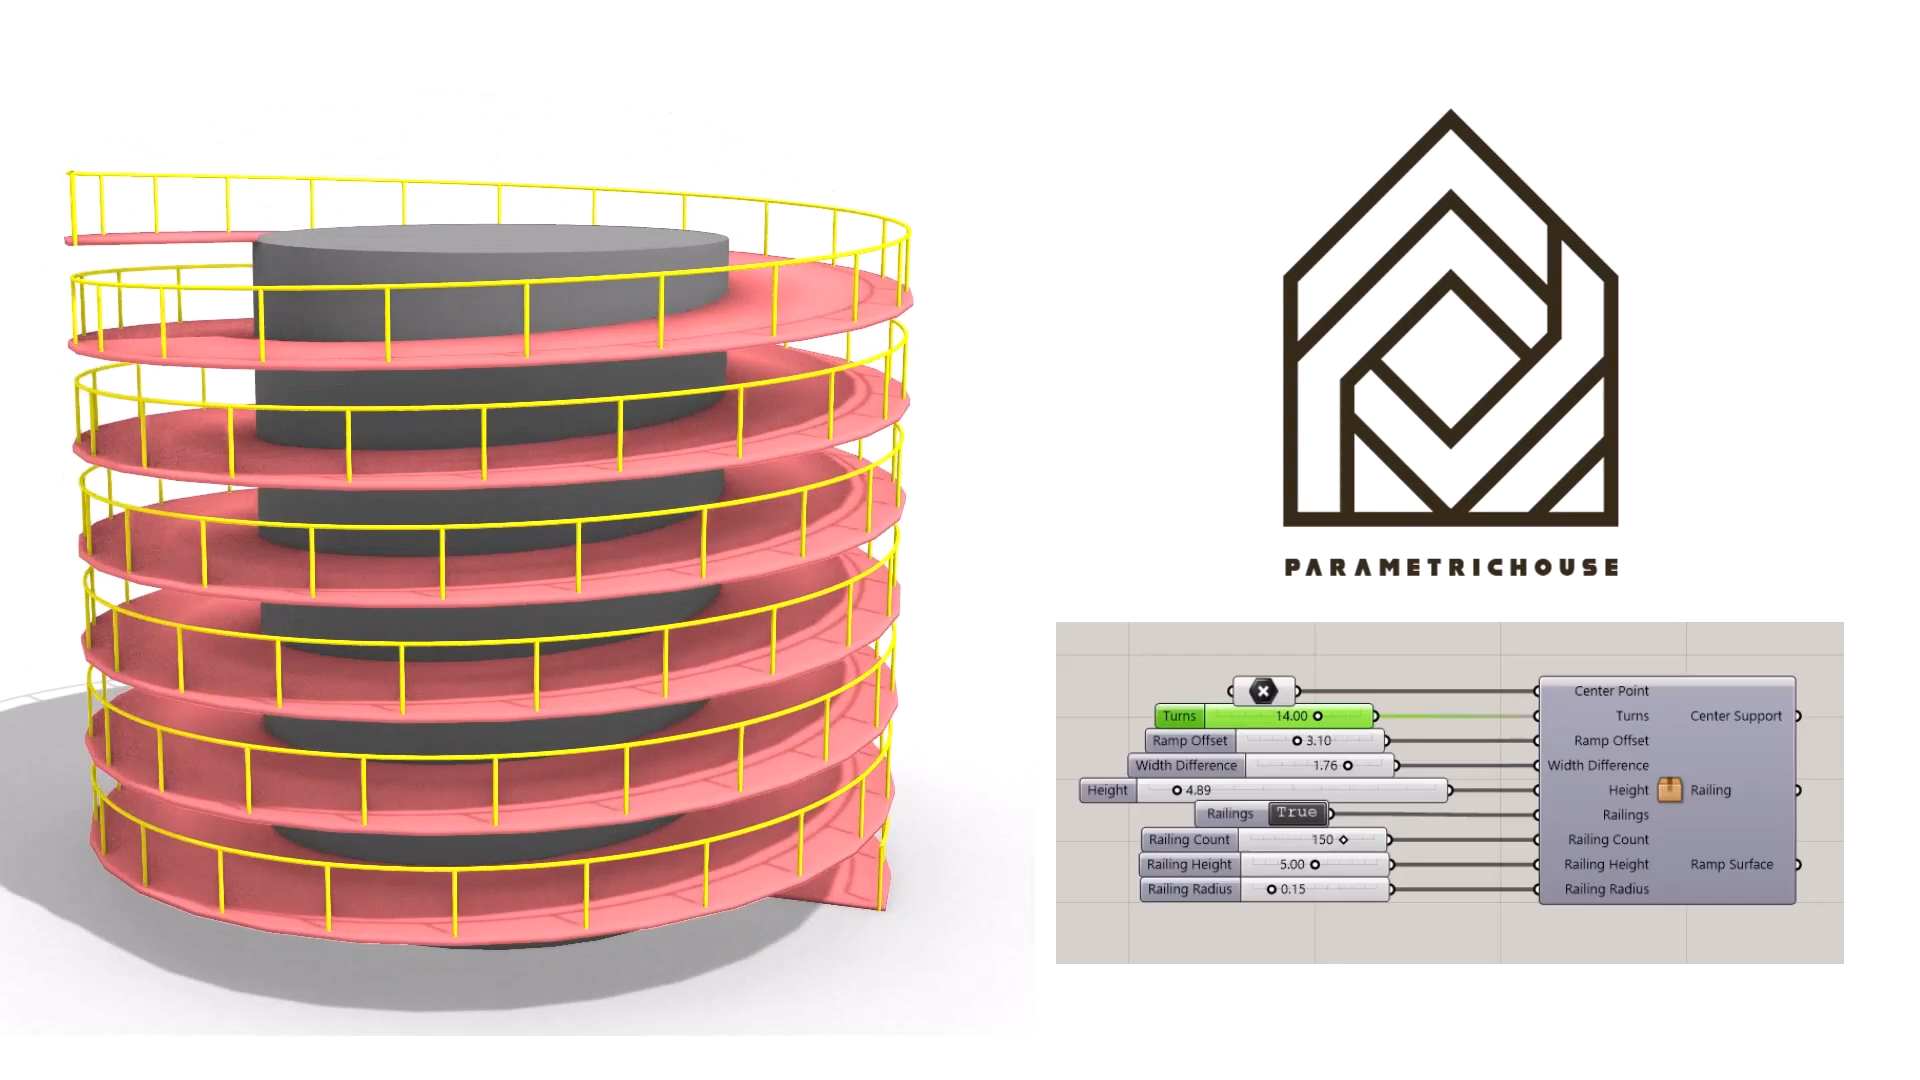 PARAMETRICHOUSE
Center Point
Turns 14.00 Turns Center Support
Ramp Offset 3.10 Ramp Offset
Width Difference 1.76 Width Difference
Height 4.89 Height Railing
Railings True Railings
Railing Count 150 Railing Count
Railing Height 5.00 Railing Height Ramp Surface
Railing Radius 0.15 Railing Radius